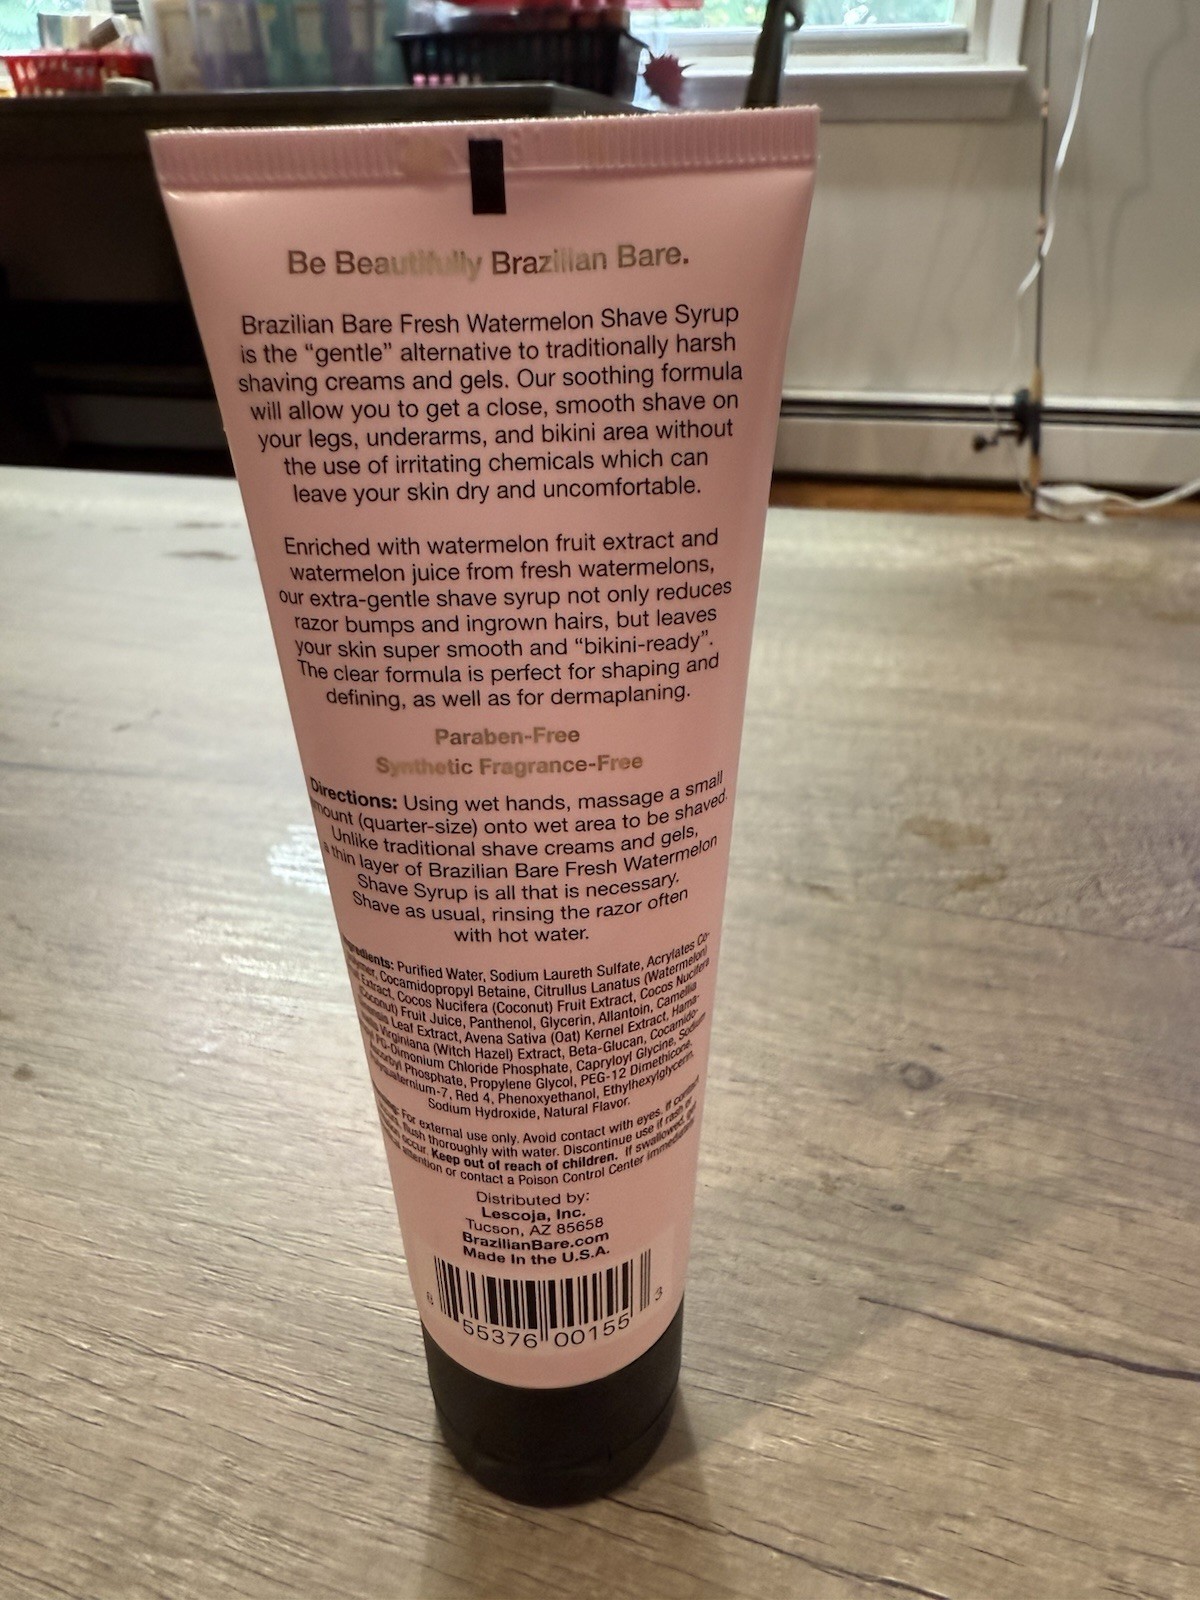 Be Beautifully Brazilian Bare.
Brazilian Bare Fresh Watermelon Shave Syrup
is the “gentle” alternative to traditionally harsh
shaving creams and gels. Our soothing formula
will allow you to get a close, smooth shave on
your legs, underarms, and bikini area without
the use of irritating chemicals which can
leave your skin dry and uncomfortable.
Enriched with watermelon fruit extract and
watermelon juice from fresh watermelons,
our extra-gentle shave syrup not only reduces
razor bumps and ingrown hairs, but leaves
your skin super smooth and “bikini-ready”.
The clear formula is perfect for shaping and
defining, as well as for dermaplaning.
Paraben-Free
Synthetic Fragrance-Free
Directions: Using wet hands, massage a small
(quarter-size) onto wet area to be shaved.
Unlike traditional shave creams and gels,
a thin layer of Brazilian Bare Fresh Watermelon
Shave Syrup is all that is necessary.
Shave as usual, rinsing the razor often
with hot water.
Purified Water, Sodium Laureth Sulfate, Acrylates Co-
Cocamidopropyl Betaine, Citrullus Lanatus (Watermelon)
Extract, Cocos Nucifera (Coconut) Fruit Extract, Cocos Nucifera
(Coconut) Fruit Juice, Panthenol, Glycerin, Allantoin, Camellia
Leaf Extract, Avena Sativa (Oat) Kernel Extract, Hama-
Virginiana (Witch Hazel) Extract, Beta-Glucan, Cocamido-
PG-Dimonium Chloride Phosphate, Capryloyl Glycine, Sodium
Phosphate, Propylene Glycol, PEG-12 Dimethicone,
Red 4, Phenoxyethanol, Ethylhexylglycerin,
Sodium Hydroxide, Natural Flavor.
For external use only. Avoid contact with eyes. If contact
flush thoroughly with water. Discontinue use if rash or
occur. Keep out of reach of children. If swallowed, get
attention or contact a Poison Control Center immediately.
Distributed by:
Lescoja, Inc.
Tucson, AZ 85658
BrazilianBare.com
Made In the U.S.A.
8 55376 00155 3